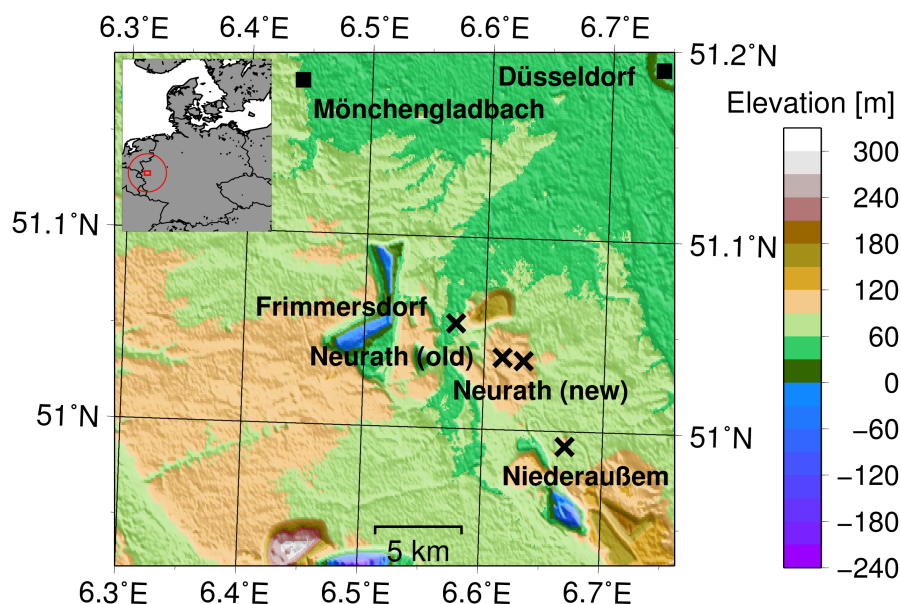 6.3˚E 6.4˚E 6.5˚E 6.6˚E 6.7˚E
51.2˚N
Düsseldorf
Mönchengladbach
Elevation [m]
300
240
180
120
60
0
−60
−120
−180
−240
51.1˚N
51.1˚N
Frimmersdorf
Neurath (old)
Neurath (new)
51˚N
51˚N
Niederaußem
5 km
6.3˚E 6.4˚E 6.5˚E 6.6˚E 6.7˚E